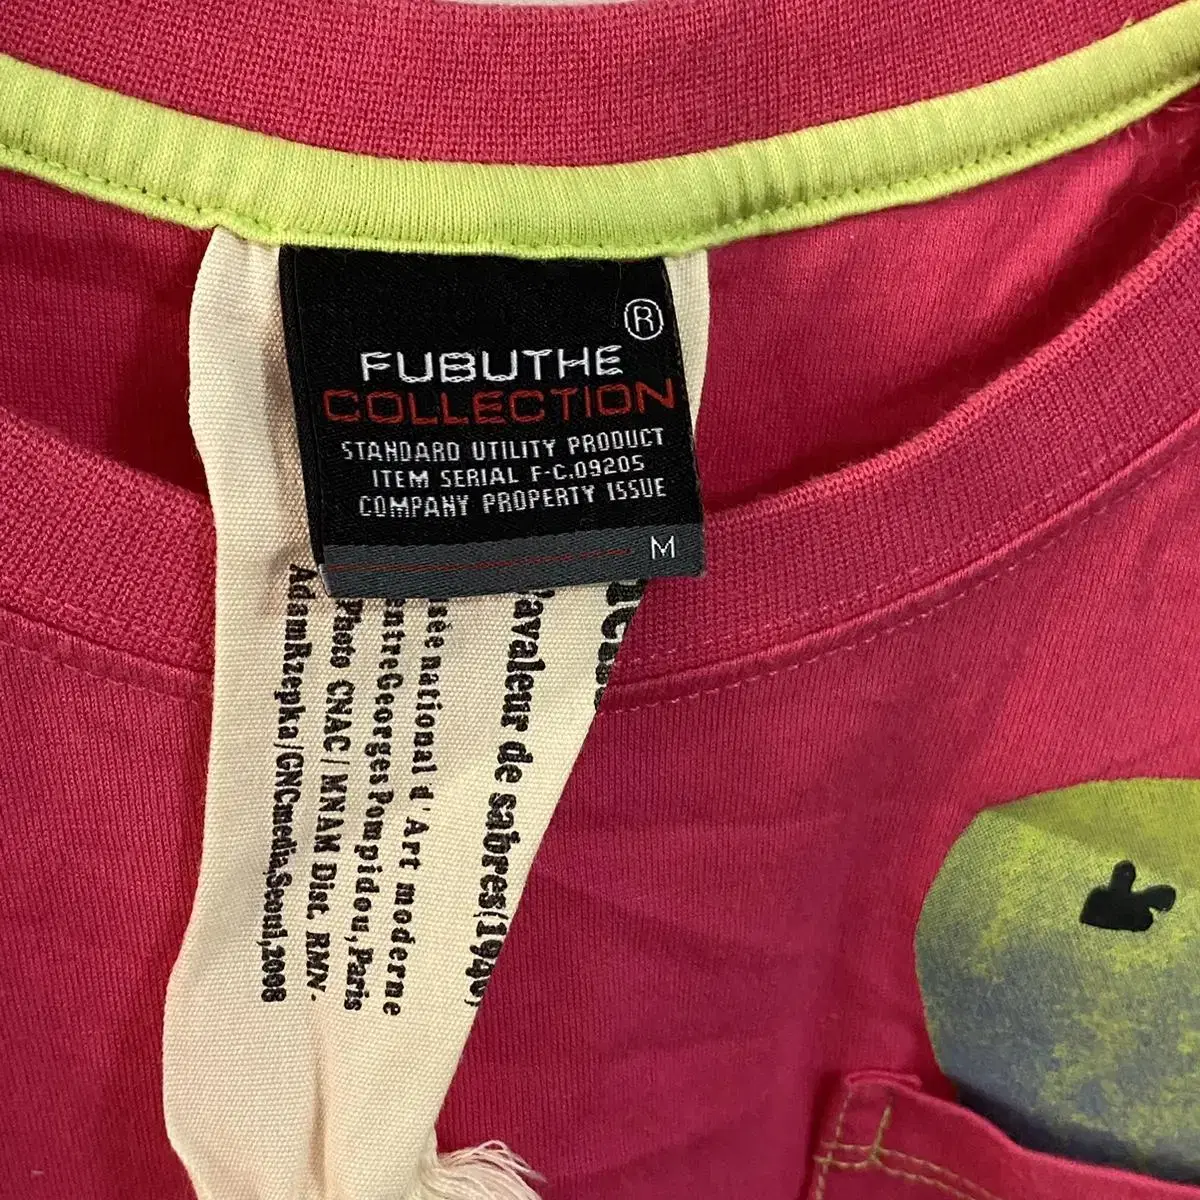 ®
FUBUTHE
COLLECTION
STANDARD UTILITY PRODUCT
ITEM SERIAL F-C.09205
COMPANY PROPERTY ISSUE
M
l'avaleur de sabres(1940)
sée national d'Art moderne
entreGeorgesPompidou,Paris
Photo CNAC / MNAM Dist. RMN.
AdamRzepka/GNCmedia,Seoul,2008